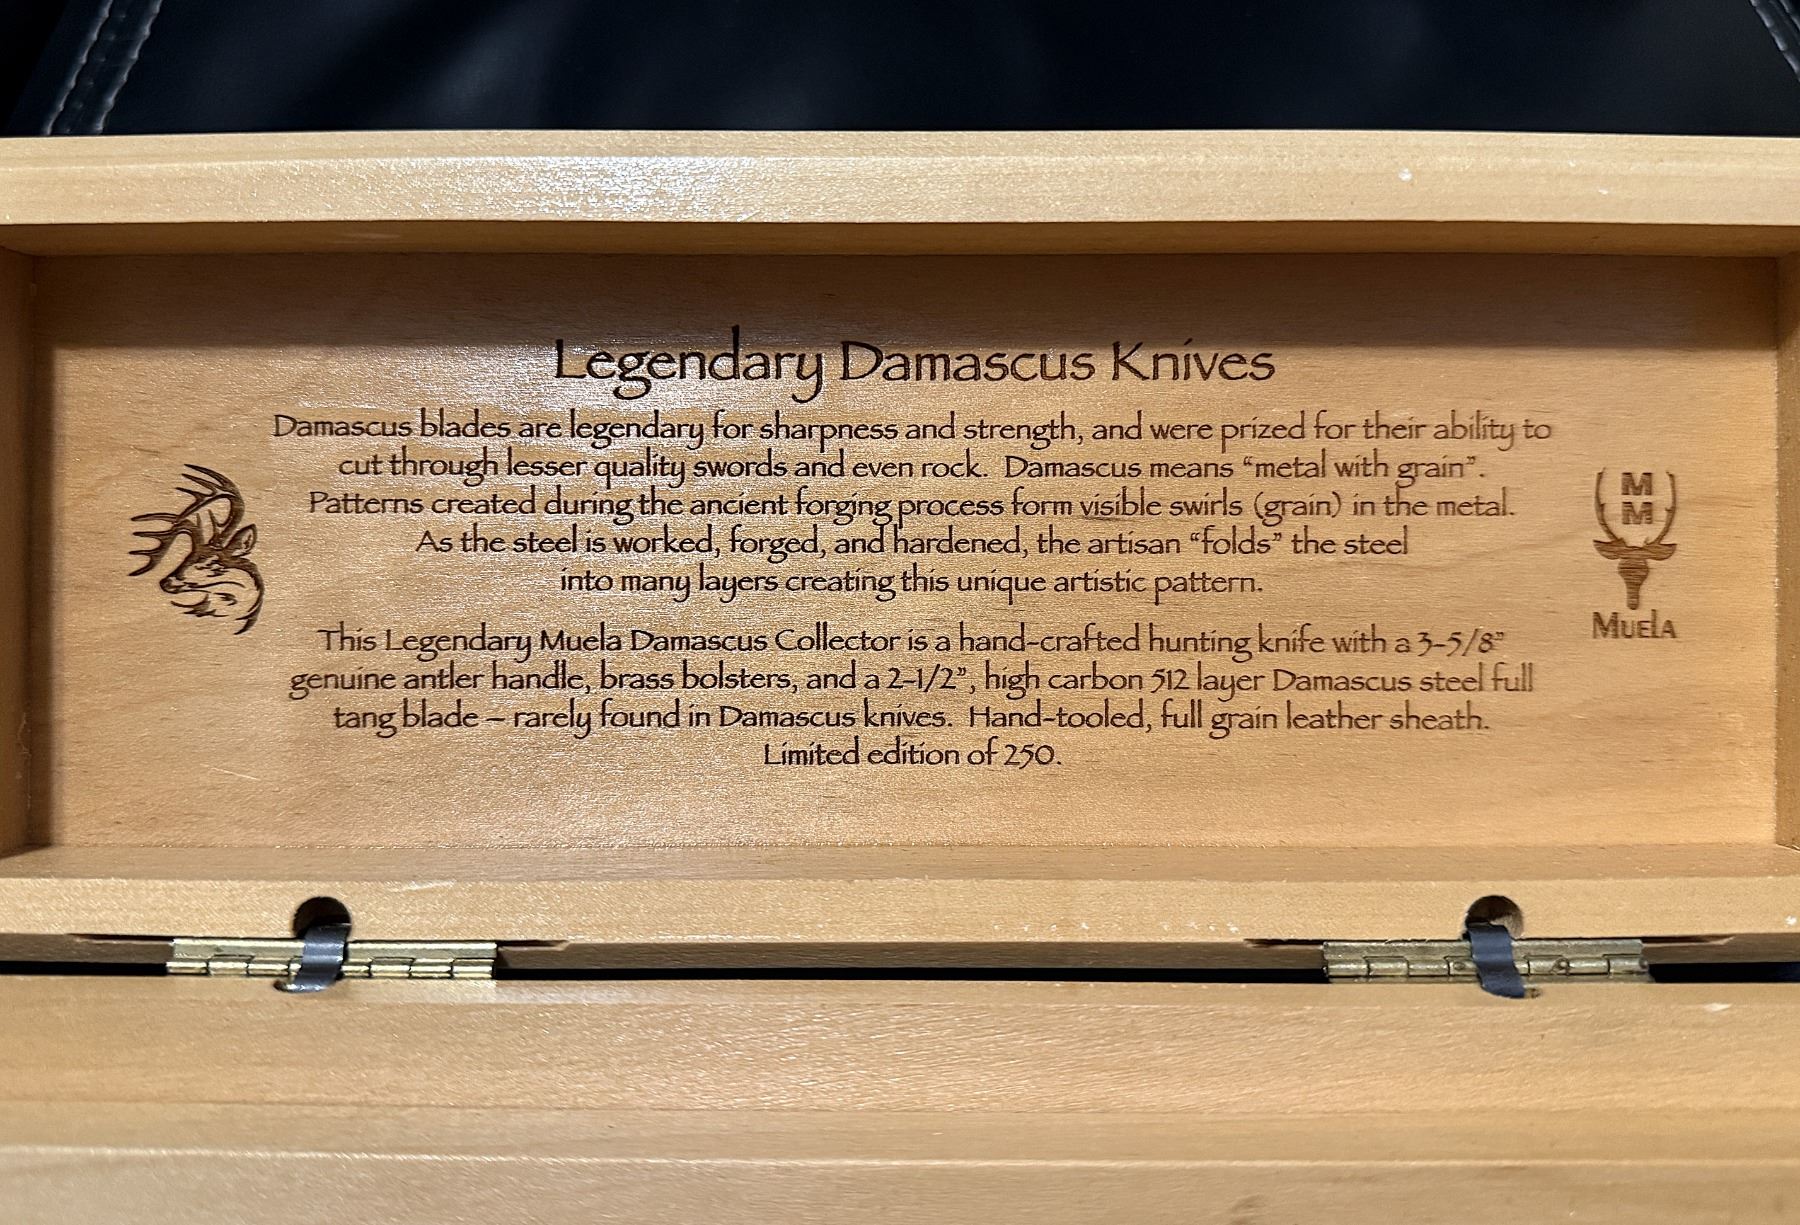 Legendary Damascus Knives
Damascus blades are legendary for sharpness and strength, and were prized for their ability to
cut through lesser quality swords and even rock. Damascus means “metal with grain”.
Patterns created during the ancient forging process form visible swirls (grain) in the metal.
As the steel is worked, forged, and hardened, the artisan “folds” the steel
into many layers creating this unique artistic pattern.
This Legendary Muela Damascus Collector is a hand-crafted hunting knife with a 3-5/8”
genuine antler handle, brass bolsters, and a 2-1/2”, high carbon 512 layer Damascus steel full
tang blade – rarely found in Damascus knives. Hand-tooled, full grain leather sheath.
Limited edition of 250.
M
M
MUELA